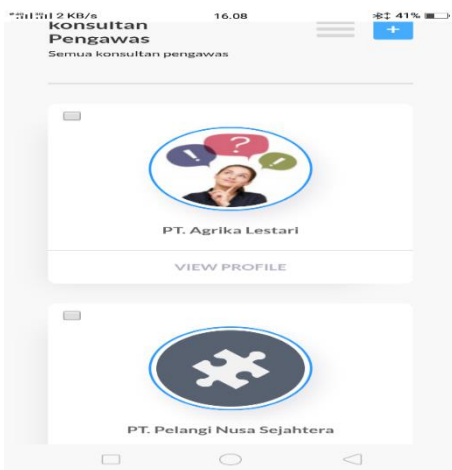 2 KB/s 16.08 41%
konsultan
Pengawas
Semua konsultan pengawas
+
! ? !
PT. Agrika Lestari
VIEW PROFILE
PT. Pelangi Nusa Sejahtera